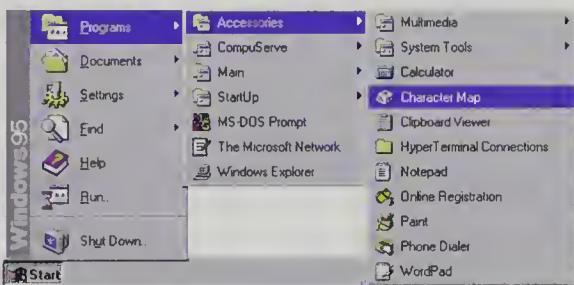 Windows 95
Programs
Documents
Settings
Find
Help
Run..
Shut Down..
Start
Accessories
CompuServe
Main
StartUp
MS-DOS Prompt
The Microsoft Network
Windows Explorer
Multimedia
System Tools
Calculator
Character Map
Clipboard Viewer
HyperTerminal Connections
Notepad
Online Registration
Paint
Phone Dialer
WordPad